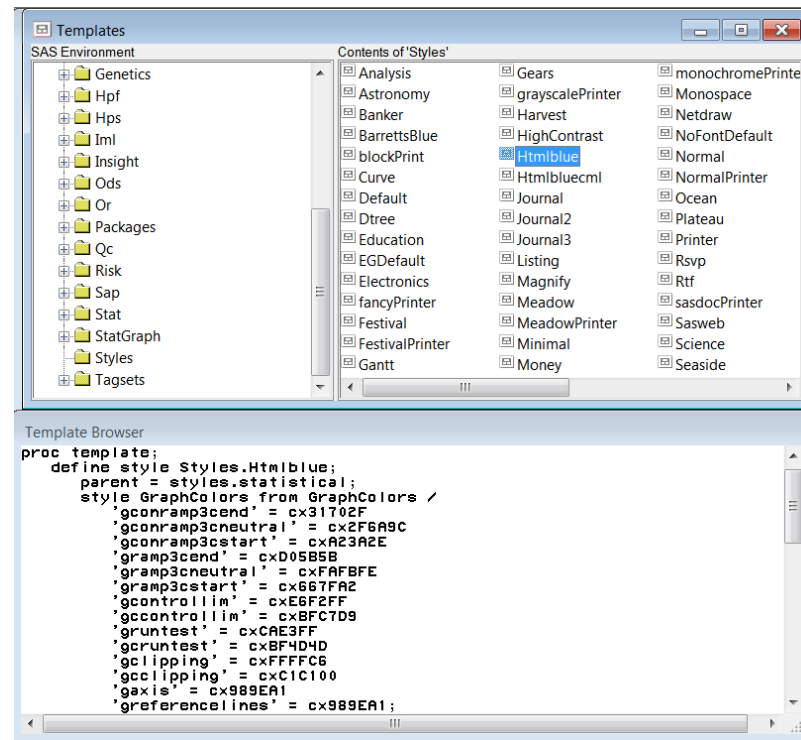 Templates
SAS Environment
Genetics
Hpf
Hps
Iml
Insight
Ods
Or
Packages
Qc
Risk
Sap
Stat
StatGraph
Styles
Tagsets
Contents of 'Styles'
Analysis
Astronomy
Banker
BarrettsBlue
blockPrint
Curve
Default
Dtree
Education
EGDefault
Electronics
fancyPrinter
Festival
FestivalPrinter
Gantt
Gears
grayscalePrinter
Harvest
HighContrast
Htmlblue
Htmlbluecml
Journal
Journal2
Journal3
Listing
Magnify
Meadow
MeadowPrinter
Minimal
Money
monochromePrinte
Monospace
Netdraw
NoFontDefault
Normal
NormalPrinter
Ocean
Plateau
Printer
Rsvp
Rtf
sasdocPrinter
Sasweb
Science
Seaside
Template Browser
proc template;
define style Styles.Htmlblue;
parent = styles.statistical;
style GraphColors from GraphColors /
'gconramp3cend' = cx31702F
'gconramp3cneutral' = cx2F6A9C
'gconramp3cstart' = cxA23A2E
'gramp3cend' = cxD05B5B
'gramp3cneutral' = cxFAFBFE
'gramp3cstart' = cx667FA2
'gcontrollim' = cxE6F2FF
'gccontrollim' = cxBFC7D9
'gruntest' = cxCAE3FF
'gcruntest' = cxBF4D4D
'gclipping' = cxFFFFC6
'gcclipping' = cxC1C100
'gaxis' = cx989EA1
'greferencelines' = cx989EA1;